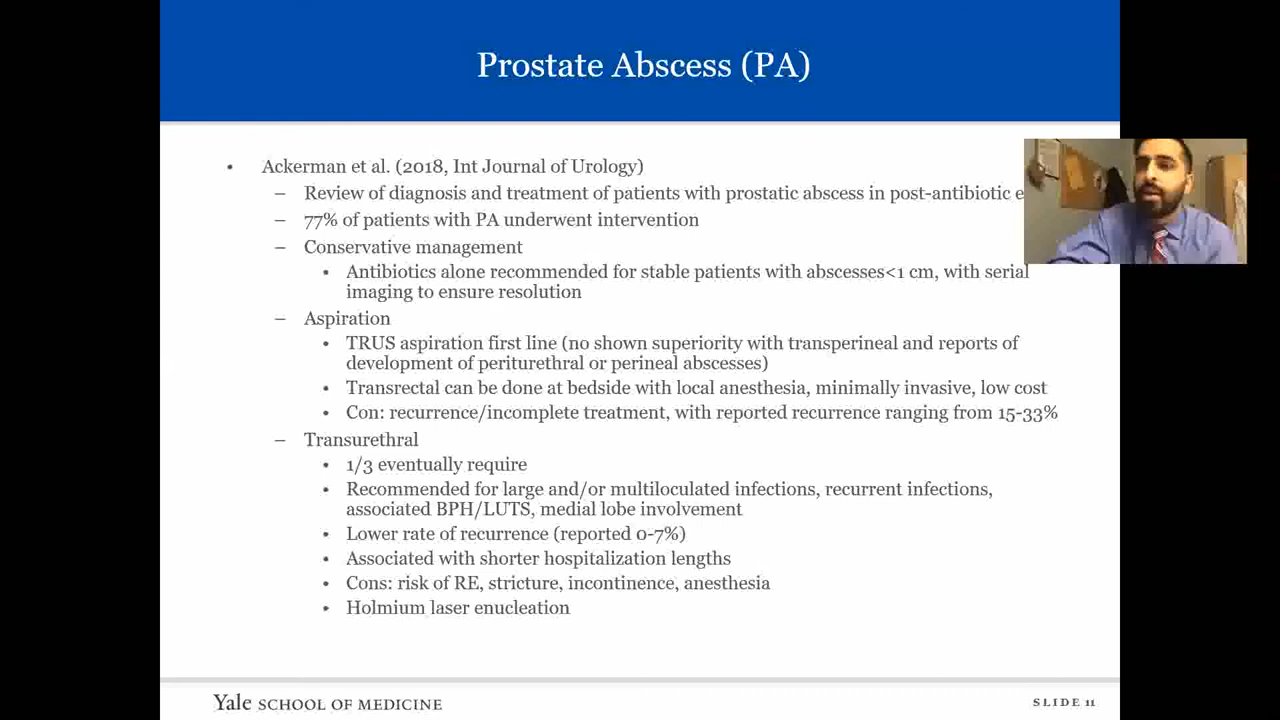 Prostate Abscess (PA)
• Ackerman et al. (2018, Int Journal of Urology)
– Review of diagnosis and treatment of patients with prostatic abscess in post-antibiotic
– 77% of patients with PA underwent intervention
– Conservative management
• Antibiotics alone recommended for stable patients with abscesses<1 cm, with serial
imaging to ensure resolution
– Aspiration
• TRUS aspiration first line (no shown superiority with transperineal and reports of
development of periturethral or perineal abscesses)
• Transrectal can be done at bedside with local anesthesia, minimally invasive, low cost
• Con: recurrence/incomplete treatment, with reported recurrence ranging from 15-33%
– Transurethral
• 1/3 eventually require
• Recommended for large and/or multiloculated infections, recurrent infections,
associated BPH/LUTS, medial lobe involvement
• Lower rate of recurrence (reported 0-7%)
• Associated with shorter hospitalization lengths
• Cons: risk of RE, stricture, incontinence, anesthesia
• Holmium laser enucleation
Yale SCHOOL OF MEDICINE
SLIDE 11